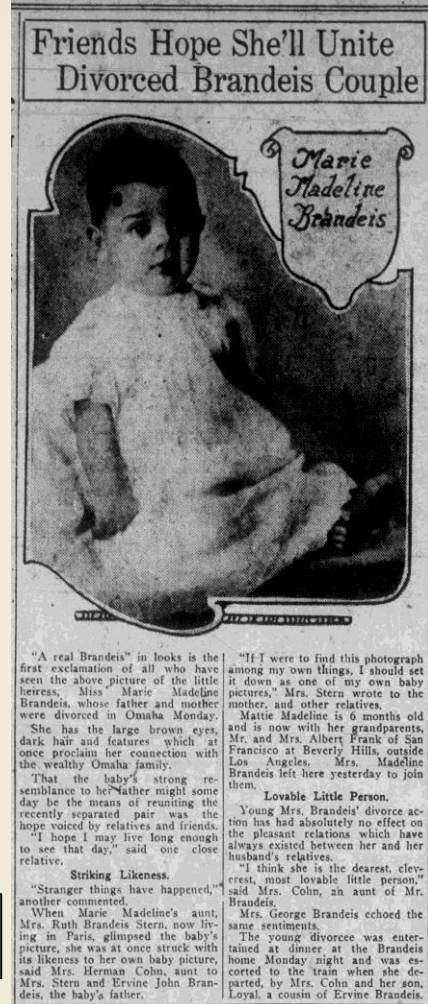 Friends Hope She'll Unite
Divorced Brandeis Couple
Marie
Madeline
Brandeis
"A real Brandeis" in looks is the
first exclamation of all who have
seen the above picture of the little
heiress, Miss Marie Madeline
Brandeis, whose father and mother
were divorced in Omaha Monday.
She has the large brown eyes,
dark hair and features which at
once proclaim her connection with
the wealthy Omaha family.
That the baby's strong re-
semblance to her father might some
day be the means of reuniting the
recently separated pair was the
hope voiced by relatives and friends.
"I hope I may live long enough
to see that day," said one close
relative.
Striking Likeness.
"Stranger things have happened,"
another commented.
When Marie Madeline's aunt,
Mrs. Ruth Brandeis Stern, now liv-
ing in Paris, glimpsed the baby's
picture, she was at once struck with
its likeness to her own baby picture,
said Mrs. Herman Cohn, aunt to
Mrs. Stern and Ervine John Bran-
deis, the baby's father.
"If I were to find this photograph
among my own things, I should set
it down as one of my own baby
pictures," Mrs. Stern wrote to the
mother, and other relatives.
Mattie Madeline is 6 months old
and is now with her grandparents,
Mr. and Mrs. Albert Frank of San
Francisco at Beverly Hills, outside
Los Angeles. Mrs. Madeline
Brandeis left here yesterday to join
them.
Lovable Little Person.
Young Mrs. Brandeis' divorce ac-
tion has had absolutely no effect on
the pleasant relations which have
always existed between her and her
husband's relatives.
"I think she is the dearest, clev-
erest, most lovable little person,"
said Mrs. Cohn, an aunt of Mr.
Brandeis.
Mrs. George Brandeis echoed the
same sentiments.
The young divorcee was enter-
tained at dinner at the Brandeis
home Monday night and was es-
corted to the train when she de-
parted, by Mrs. Cohn and her son,
Loyal, a cousin of Ervine Brandeis.